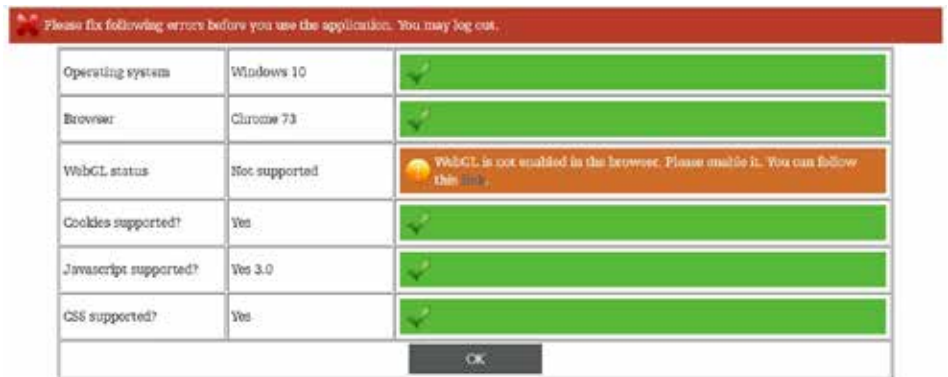 Please fix following errors before you use the application. You may log out.
Operating system Windows 10
Browser Chrome 73
WebGL status Not supported WebGL is not enabled in the browser. Please enable it. You can follow
this link.
Cookies supported? Yes
Javascript supported? Yes 3.0
CSS supported? Yes
OK